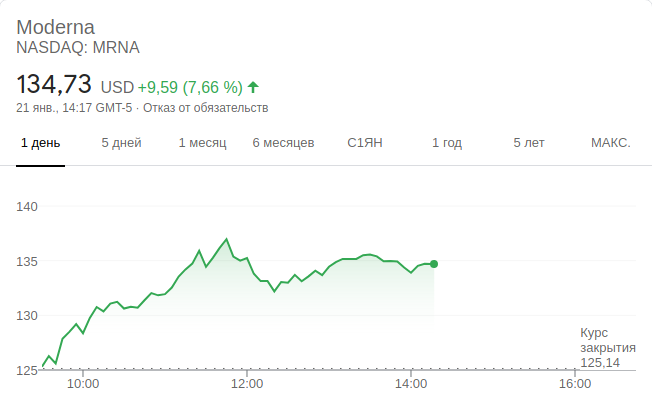 Moderna
NASDAQ: MRNA
134,73 USD +9,59 (7,66 %)
21 янв., 14:17 GMT-5 · Отказ от обязательств
1 день 5 дней 1 месяц 6 месяцев С1ЯН 1 год 5 лет МАКС.
140
135
130
125
Курс
закрытия
125,14
10:00 12:00 14:00 16:00